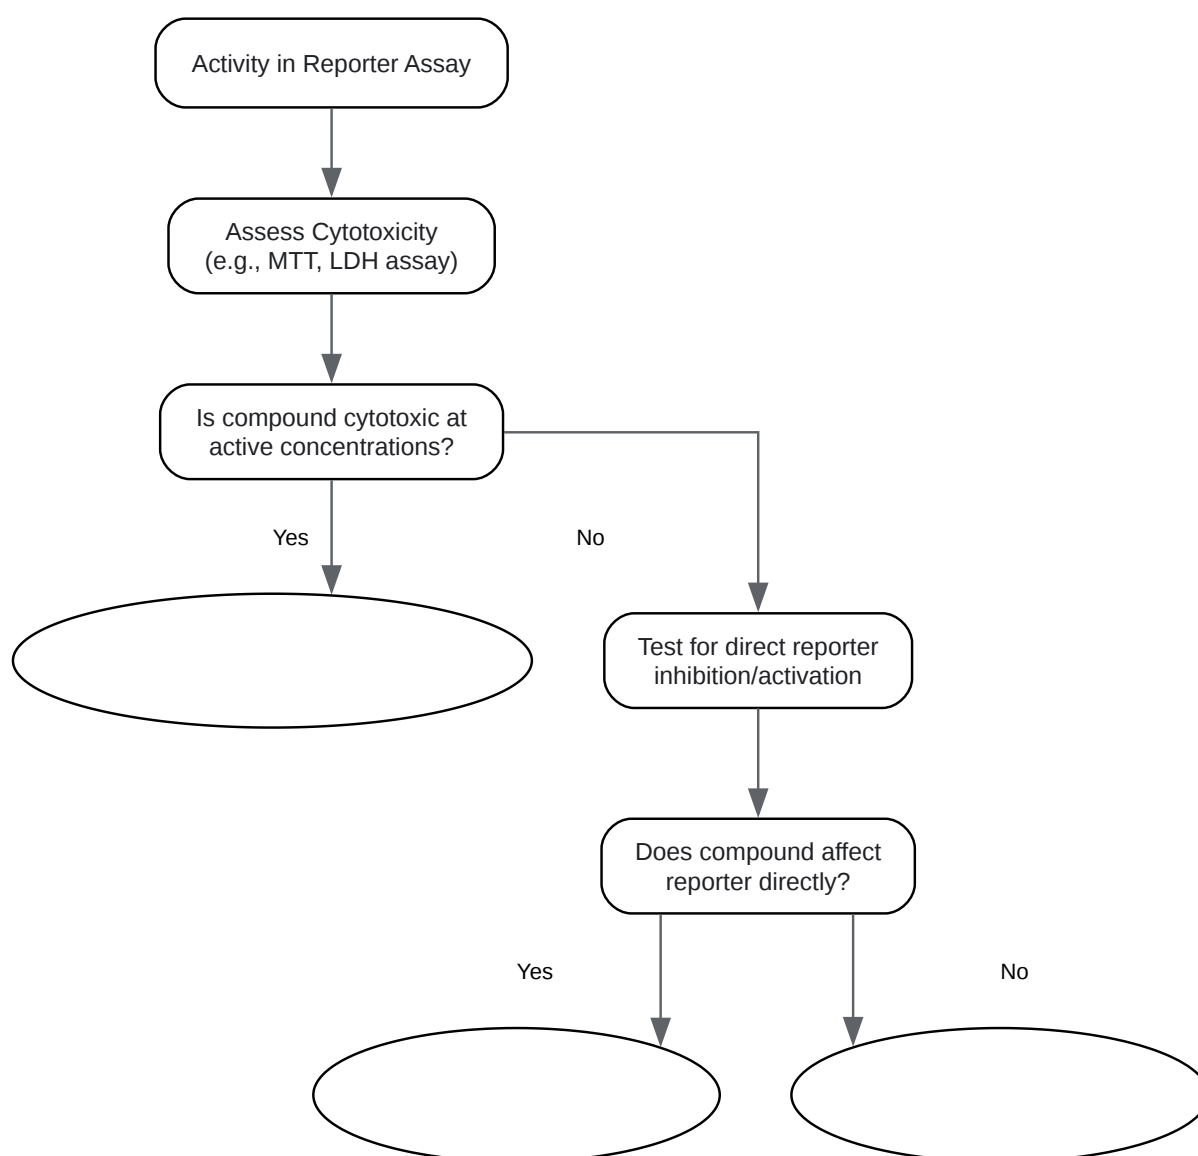 Activity in Reporter Assay
Assess Cytotoxicity
(e.g., MTT, LDH assay)
Is compound cytotoxic at
active concentrations?
Yes
No
Test for direct reporter
inhibition/activation
Does compound affect
reporter directly?
Yes
No